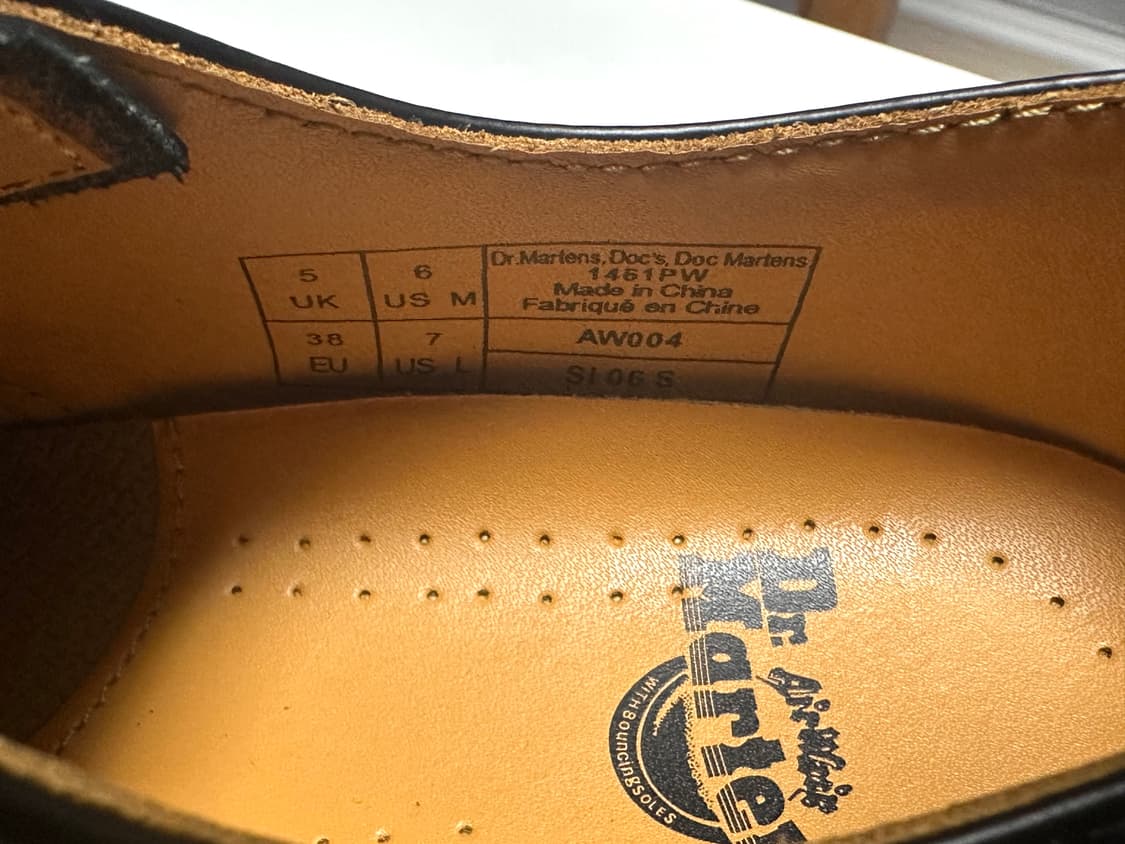 5
UK
6
US M
Dr.Martens, Doc's, Doc Martens
1461PW
Made in China
Fabriqué en Chine
38
EU
7
US L
AW004
SI 06 S
Dr.
Marte
Air Wair
WITH BOUNCING SOLES